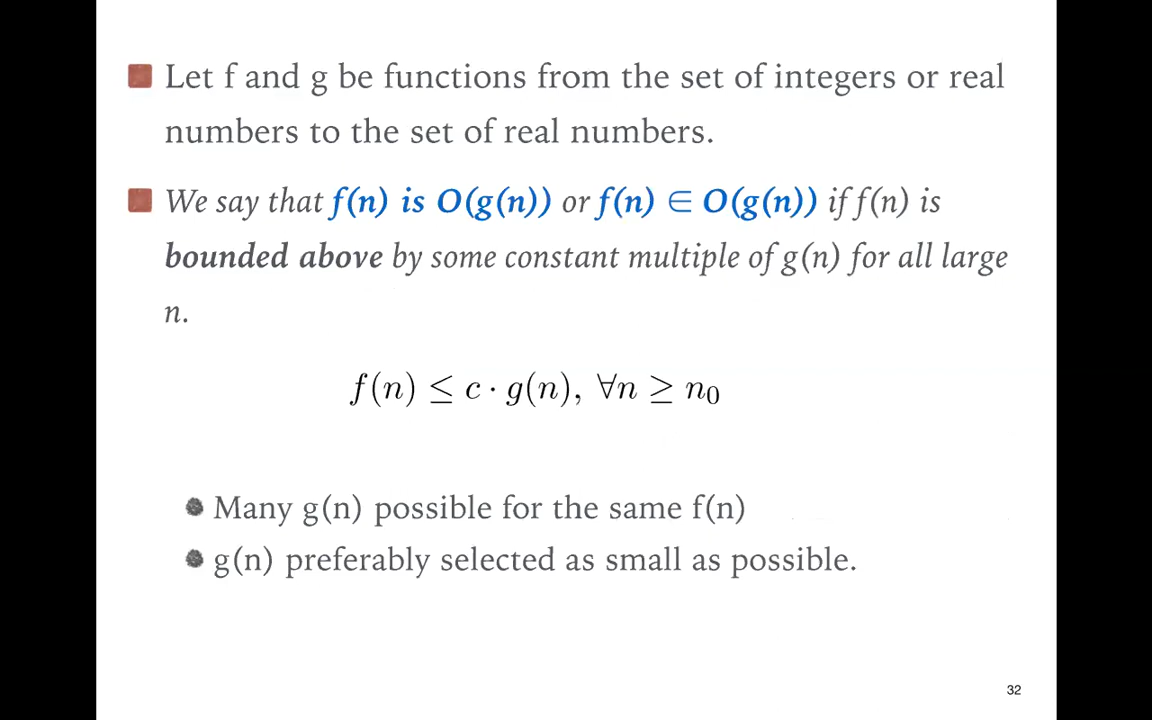 Let f and g be functions from the set of integers or real
numbers to the set of real numbers.
We say that f(n) is O(g(n)) or f(n) ∈ O(g(n)) if f(n) is
bounded above by some constant multiple of g(n) for all large
n.
f(n) ≤ c · g(n), ∀n ≥ n₀
Many g(n) possible for the same f(n)
g(n) preferably selected as small as possible.
32